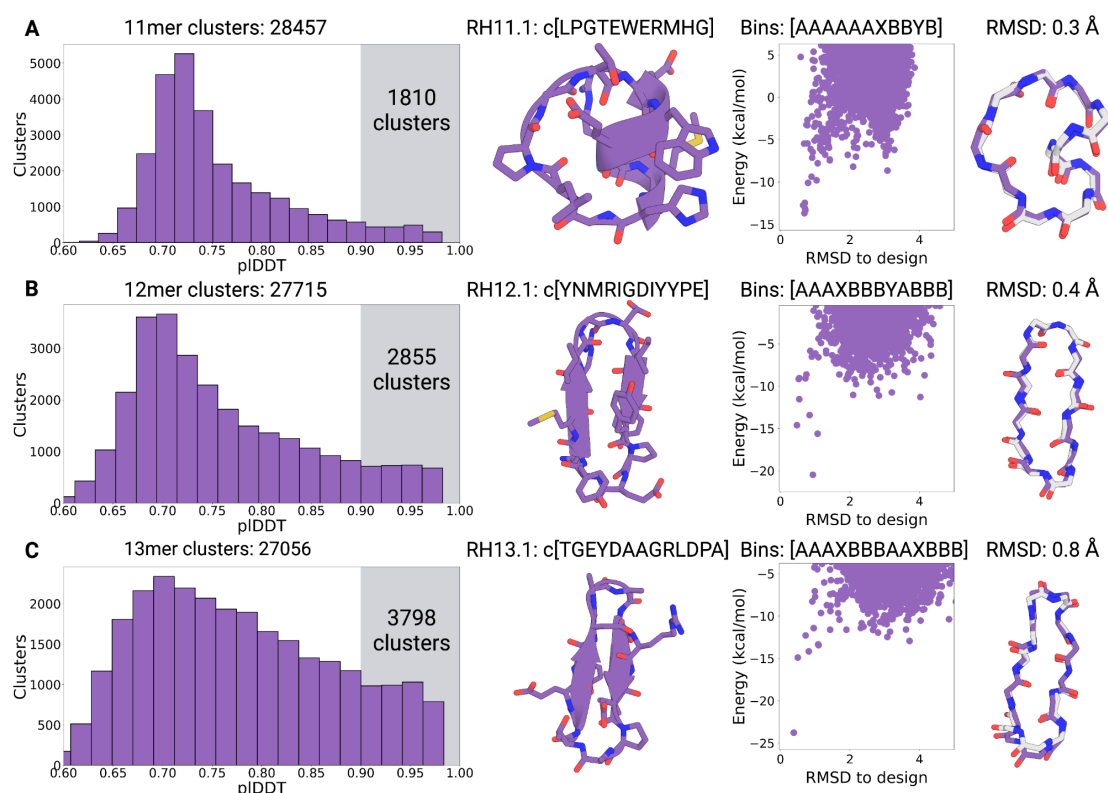 A
11mer clusters: 28457
RH11.1: c[LPGTEWERMHG]
Bins: [AAAAAAXBBYB]
RMSD: 0.3 Å
Clusters
5000
4000
3000
2000
1000
0
1810
clusters
0.60 0.65 0.70 0.75 0.80 0.85 0.90 0.95 1.00
plDDT
Energy (kcal/mol)
5
0
−5
−10
−15
0 2 4
RMSD to design
B
12mer clusters: 27715
RH12.1: c[YNMRIGDIYYPE]
Bins: [AAAXBBBYABBB]
RMSD: 0.4 Å
Clusters
3000
2000
1000
0
2855
clusters
0.60 0.65 0.70 0.75 0.80 0.85 0.90 0.95 1.00
plDDT
Energy (kcal/mol)
−5
−10
−15
−20
0 2 4
RMSD to design
C
13mer clusters: 27056
RH13.1: c[TGEYDAAGRLDPA]
Bins: [AAAXBBBAAXBBB]
RMSD: 0.8 Å
Clusters
2000
1500
1000
500
0
3798
clusters
0.60 0.65 0.70 0.75 0.80 0.85 0.90 0.95 1.00
plDDT
Energy (kcal/mol)
−5
−10
−15
−20
−25
0 2 4
RMSD to design